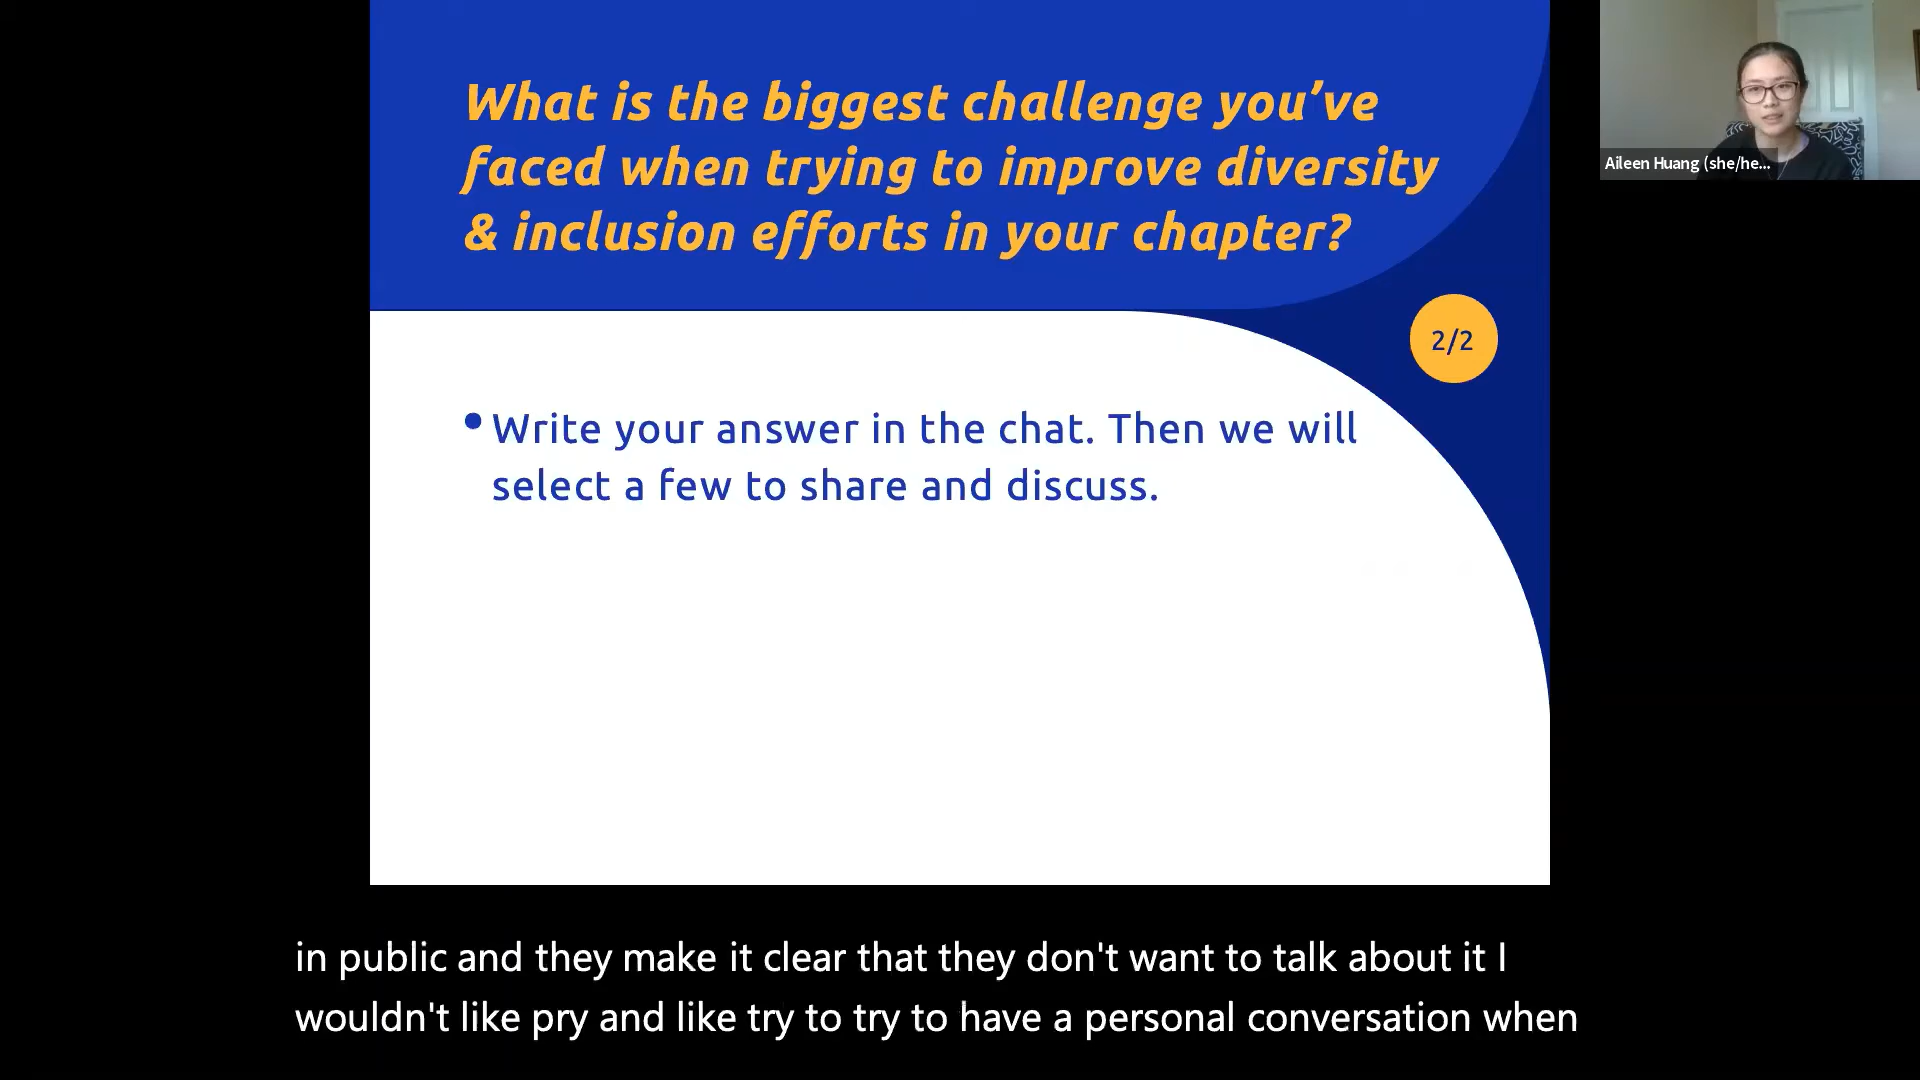 What is the biggest challenge you've
faced when trying to improve diversity
& inclusion efforts in your chapter?
2/2
• Write your answer in the chat. Then we will
select a few to share and discuss.
Aileen Huang (she/he...
in public and they make it clear that they don't want to talk about it I
wouldn't like pry and like try to try to have a personal conversation when